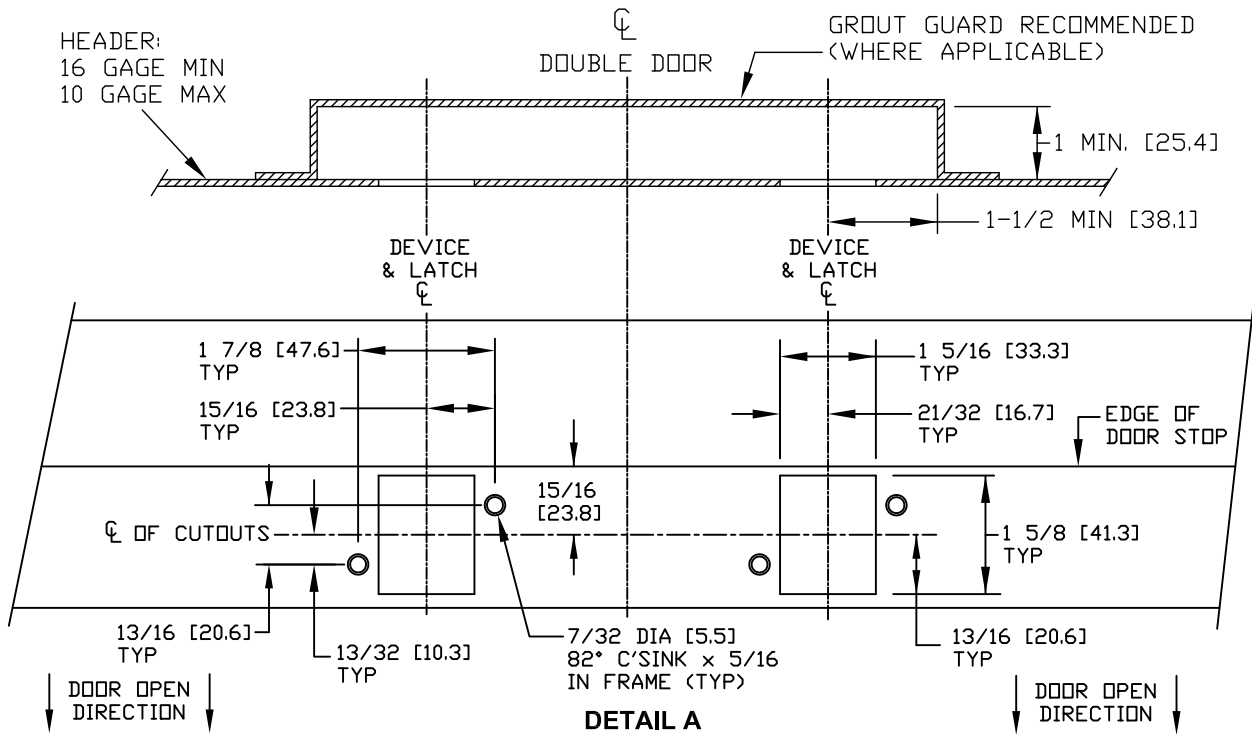 HEADER:
16 GAGE MIN
10 GAGE MAX
℄
DOUBLE DOOR
GROUT GUARD RECOMMENDED
(WHERE APPLICABLE)
1 MIN. [25.4]
1-1/2 MIN [38.1]
DEVICE
& LATCH
℄
DEVICE
& LATCH
℄
1 7/8 [47.6]
TYP
15/16 [23.8]
TYP
1 5/16 [33.3]
TYP
21/32 [16.7]
TYP
EDGE OF
DOOR STOP
15/16
[23.8]
℄ OF CUTOUTS
1 5/8 [41.3]
TYP
13/16 [20.6]
TYP
13/32 [10.3]
TYP
7/32 DIA [5.5]
82° C'SINK x 5/16
IN FRAME (TYP)
13/16 [20.6]
TYP
DOOR OPEN
DIRECTION
DOOR OPEN
DIRECTION
DETAIL A